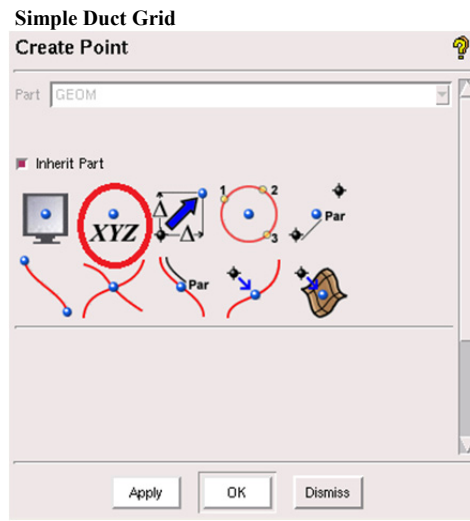 Simple Duct Grid
Create Point
Part GEOM
Inherit Part
XYZ Δ Δ 1 2 3 Par
Par
Apply OK Dismiss